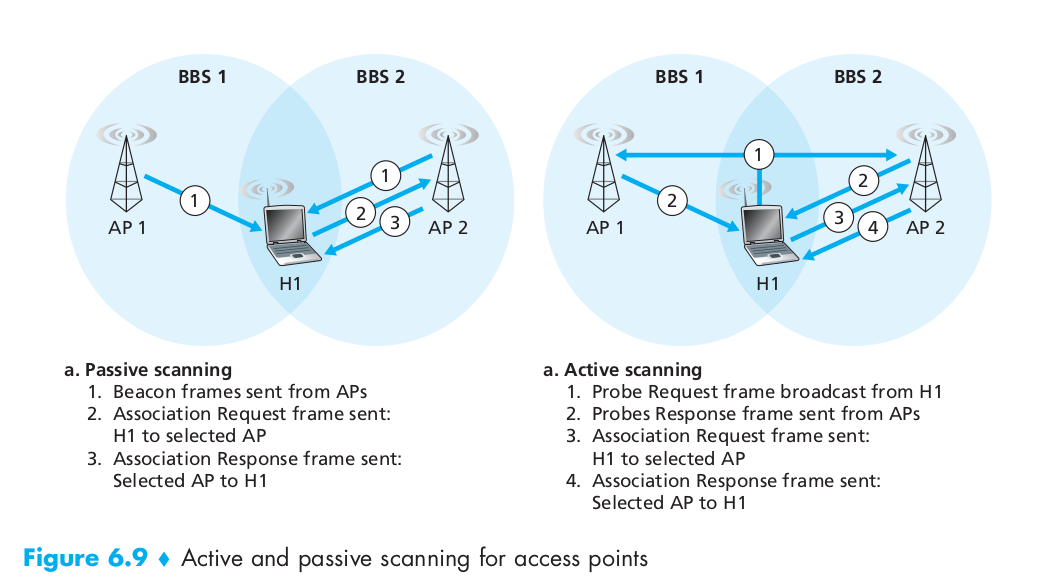 BBS 1
BBS 2
1
1
2
3
AP 1
AP 2
H1
BBS 1
BBS 2
1
2
2
3
4
AP 1
AP 2
H1
a. Passive scanning
1. Beacon frames sent from APs
2. Association Request frame sent:
H1 to selected AP
3. Association Response frame sent:
Selected AP to H1
a. Active scanning
1. Probe Request frame broadcast from H1
2. Probes Response frame sent from APs
3. Association Request frame sent:
H1 to selected AP
4. Association Response frame sent:
Selected AP to H1
Figure 6.9 ♦ Active and passive scanning for access points